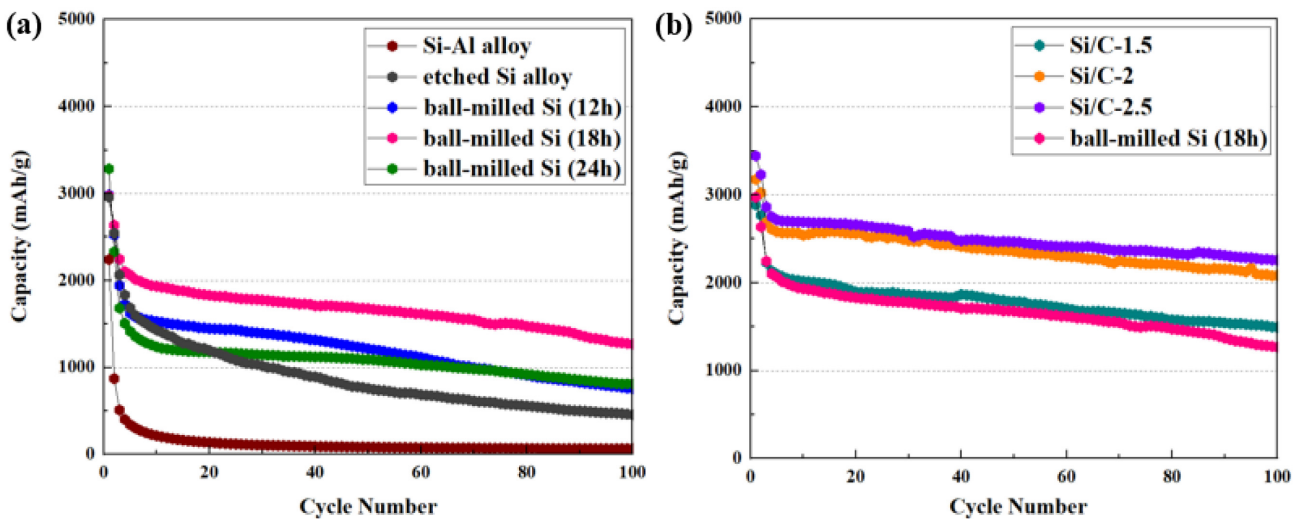 (a)
5000
4000
3000
2000
1000
0
Capacity (mAh/g)
Si-Al alloy
etched Si alloy
ball-milled Si (12h)
ball-milled Si (18h)
ball-milled Si (24h)
0 20 40 60 80 100
Cycle Number
(b)
5000
4000
3000
2000
1000
0
Capacity (mAh/g)
Si/C-1.5
Si/C-2
Si/C-2.5
ball-milled Si (18h)
0 20 40 60 80 100
Cycle Number